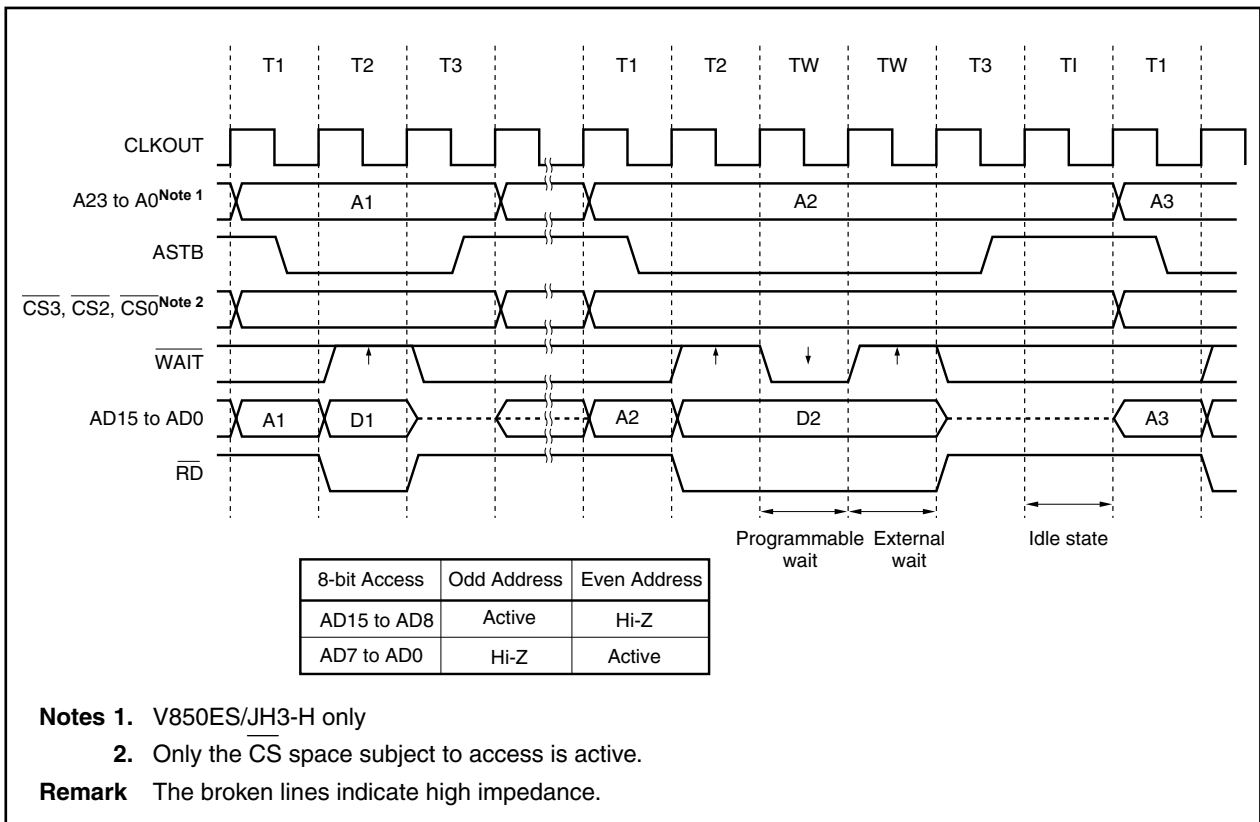 T1 T2 T3 T1 T2 TW TW T3 TI T1
CLKOUT
A23 to A0Note 1 A1 A2 A3
ASTB
CS3, CS2, CS0Note 2
WAIT
AD15 to AD0 A1 D1 A2 D2 A3
RD
Programmable wait
External wait
Idle state
8-bit Access Odd Address Even Address
AD15 to AD8 Active Hi-Z
AD7 to AD0 Hi-Z Active
Notes 1. V850ES/JH3-H only
2. Only the CS space subject to access is active.
Remark The broken lines indicate high impedance.